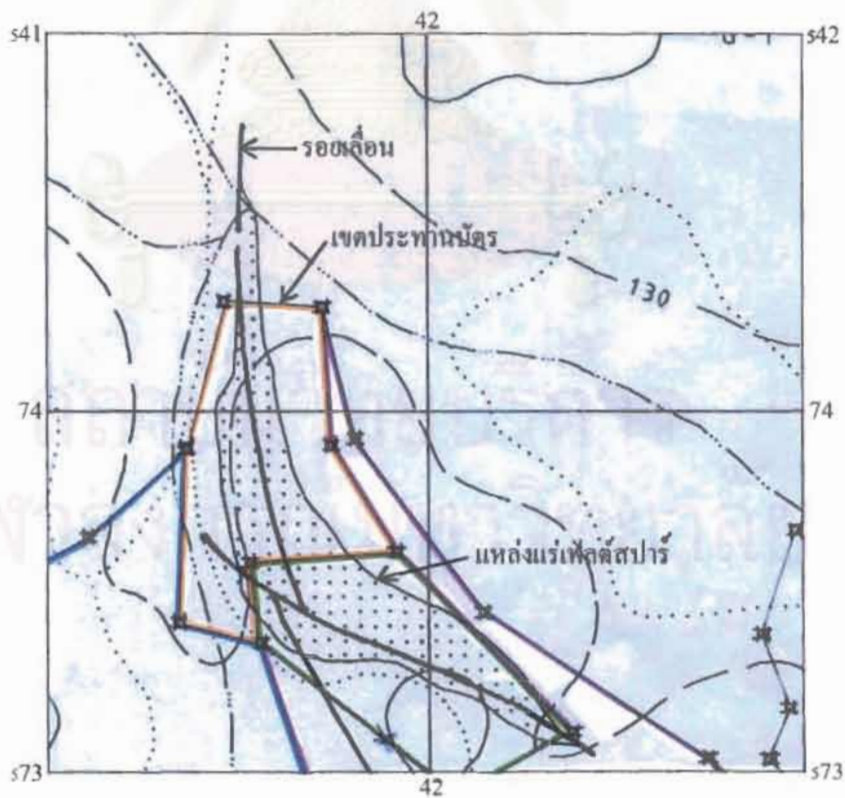 42
s41
s42
รอยเลื่อน
เขตประทานบัตร
130
74
74
แหล่งแร่เฟลด์สปาร์
s73
s73
42